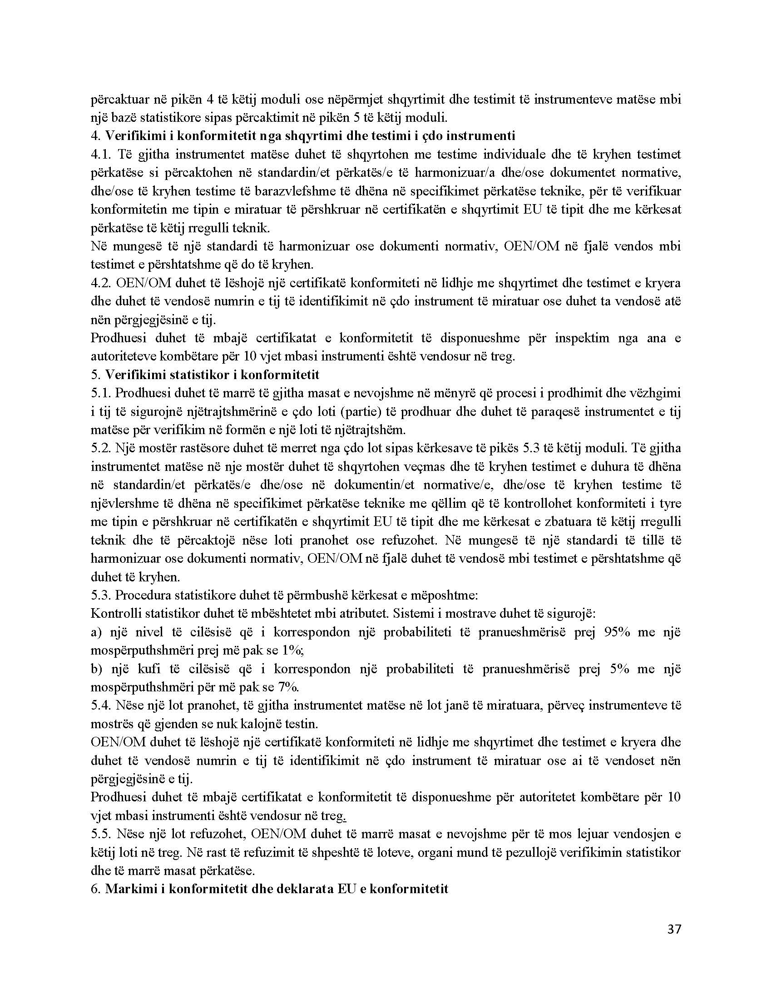 përcaktuar në pikën 4 të këtij moduli ose nëpërmjet shqyrtimit dhe testimit të instrumenteve matëse mbi
një bazë statistikore sipas përcaktimit në pikën 5 të këtij moduli.
4. Verifikimi i konformitetit nga shqyrtimi dhe testimi i çdo instrumenti
4.1. Të gjitha instrumentet matëse duhet të shqyrtohen me testime individuale dhe të kryhen testimet
përkatëse si përcaktohen në standardin/et përkatës/e të harmonizuar/a dhe/ose dokumentet normative,
dhe/ose të kryhen testime të barazvlefshme të dhëna në specifikimet përkatëse teknike, për të verifikuar
konformitetin me tipin e miratuar të përshkruar në certifikatën e shqyrtimit EU të tipit dhe me kërkesat
përkatëse të këtij rregulli teknik.
Në mungesë të një standardi të harmonizuar ose dokumenti normativ, OEN/OM në fjalë vendos mbi
testimet e përshtatshme që do të kryhen.
4.2. OEN/OM duhet të lëshojë një certifikatë konformiteti në lidhje me shqyrtimet dhe testimet e kryera
dhe duhet të vendosë numrin e tij të identifikimit në çdo instrument të miratuar ose duhet ta vendosë atë
nën përgjegjësinë e tij.
Prodhuesi duhet të mbajë certifikatat e konformitetit të disponueshme për inspektim nga ana e
autoriteteve kombëtare për 10 vjet mbasi instrumenti është vendosur në treg.
5. Verifikimi statistikor i konformitetit
5.1. Prodhuesi duhet të marrë të gjitha masat e nevojshme në mënyrë që procesi i prodhimit dhe vëzhgimi
i tij të sigurojnë njëtrajtshmërinë e çdo loti (partie) të prodhuar dhe duhet të paraqesë instrumentet e tij
matëse për verifikim në formën e një loti të njëtrajtshëm.
5.2. Një mostër rastësore duhet të merret nga çdo lot sipas kërkesave të pikës 5.3 të këtij moduli. Të gjitha
instrumentet matëse në nje mostër duhet të shqyrtohen veçmas dhe të kryhen testimet e duhura të dhëna
në standardin/et përkatës/e dhe/ose në dokumentin/et normative/e, dhe/ose të kryhen testime të
njëvlershme të dhëna në specifikimet përkatëse teknike me qëllim që të kontrollohet konformiteti i tyre
me tipin e përshkruar në certifikatën e shqyrtimit EU të tipit dhe me kërkesat e zbatuara të këtij rregulli
teknik dhe të përcaktojë nëse loti pranohet ose refuzohet. Në mungesë të një standardi të tillë të
harmonizuar ose dokumenti normativ, OEN/OM në fjalë duhet të vendosë mbi testimet e përshtatshme që
duhet të kryhen.
5.3. Procedura statistikore duhet të përmbushë kërkesat e mëposhtme:
Kontrolli statistikor duhet të mbështetet mbi atributet. Sistemi i mostrave duhet të sigurojë:
a) një nivel të cilësisë që i korrespondon një probabiliteti të pranueshmërisë prej 95% me një
mospërputhshmëri prej më pak se 1%;
b) një kufi të cilësisë që i korrespondon një probabiliteti të pranueshmërisë prej 5% me një
mospërputhshmëri për më pak se 7%.
5.4. Nëse një lot pranohet, të gjitha instrumentet matëse në lot janë të miratuara, përveç instrumenteve të
mostrës që gjenden se nuk kalojnë testin.
OEN/OM duhet të lëshojë një certifikatë konformiteti në lidhje me shqyrtimet dhe testimet e kryera dhe
duhet të vendosë numrin e tij të identifikimit në çdo instrument të miratuar ose ai të vendoset nën
përgjegjësinë e tij.
Prodhuesi duhet të mbajë certifikatat e konformitetit të disponueshme për autoritetet kombëtare për 10
vjet mbasi instrumenti është vendosur në treg.
5.5. Nëse një lot refuzohet, OEN/OM duhet të marrë masat e nevojshme për të mos lejuar vendosjen e
këtij loti në treg. Në rast të refuzimit të shpeshtë të loteve, organi mund të pezullojë verifikimin statistikor
dhe të marrë masat përkatëse.
6. Markimi i konformitetit dhe deklarata EU e konformitetit
37